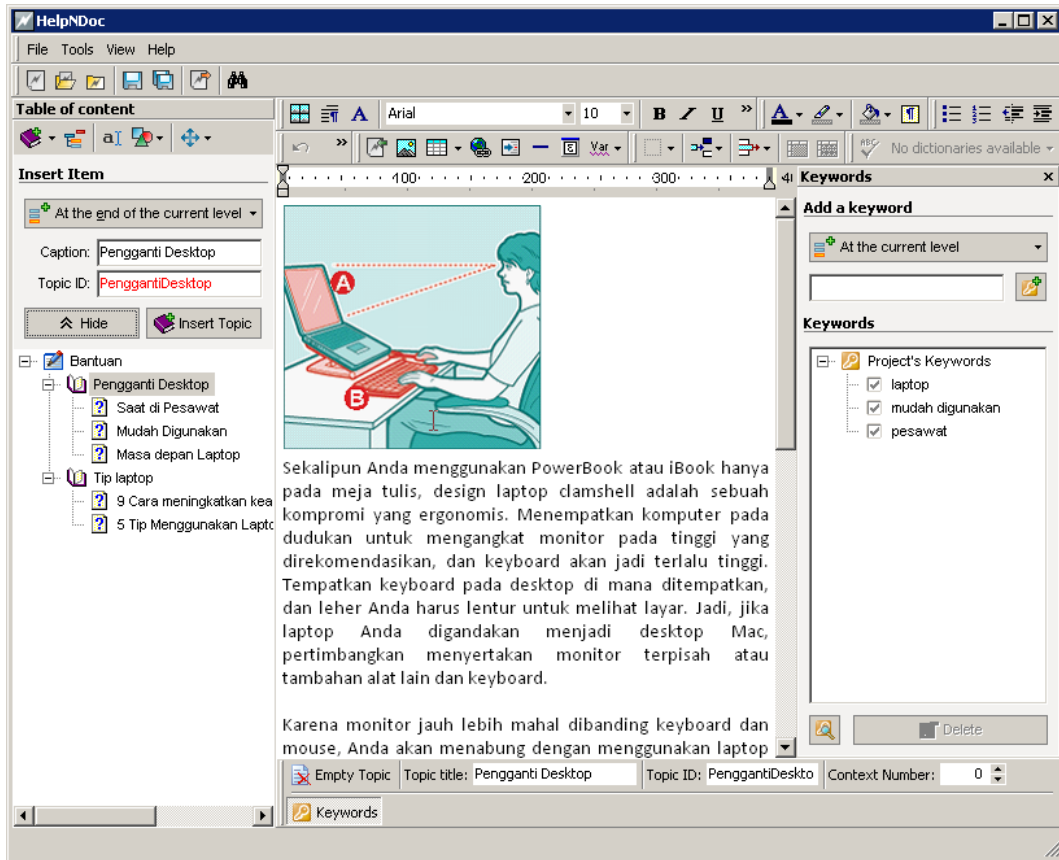 HelpNDoc
File Tools View Help
Table of content
Arial 10 B I U »
» Var No dictionaries available
Insert Item
100 200 300 4
Keywords x
At the end of the current level
Caption: Pengganti Desktop
Topic ID: PenggantiDesktop
Hide Insert Topic
Bantuan
Pengganti Desktop
Saat di Pesawat
Mudah Digunakan
Masa depan Laptop
Tip laptop
9 Cara meningkatkan kea
5 Tip Menggunakan Lapto
A
B
Sekalipun Anda menggunakan PowerBook atau iBook hanya
pada meja tulis, design laptop clamshell adalah sebuah
kompromi yang ergonomis. Menempatkan komputer pada
dudukan untuk mengangkat monitor pada tinggi yang
direkomendasikan, dan keyboard akan jadi terlalu tinggi.
Tempatkan keyboard pada desktop di mana ditempatkan,
dan leher Anda harus lentur untuk melihat layar. Jadi, jika
laptop Anda digandakan menjadi desktop Mac,
pertimbangkan menyertakan monitor terpisah atau
tambahan alat lain dan keyboard.
Karena monitor jauh lebih mahal dibanding keyboard dan
mouse, Anda akan menabung dengan menggunakan laptop
Add a keyword
At the current level
Keywords
Project's Keywords
laptop
mudah digunakan
pesawat
Delete
Empty Topic Topic title: Pengganti Desktop Topic ID: PenggantiDeskto Context Number: 0
Keywords